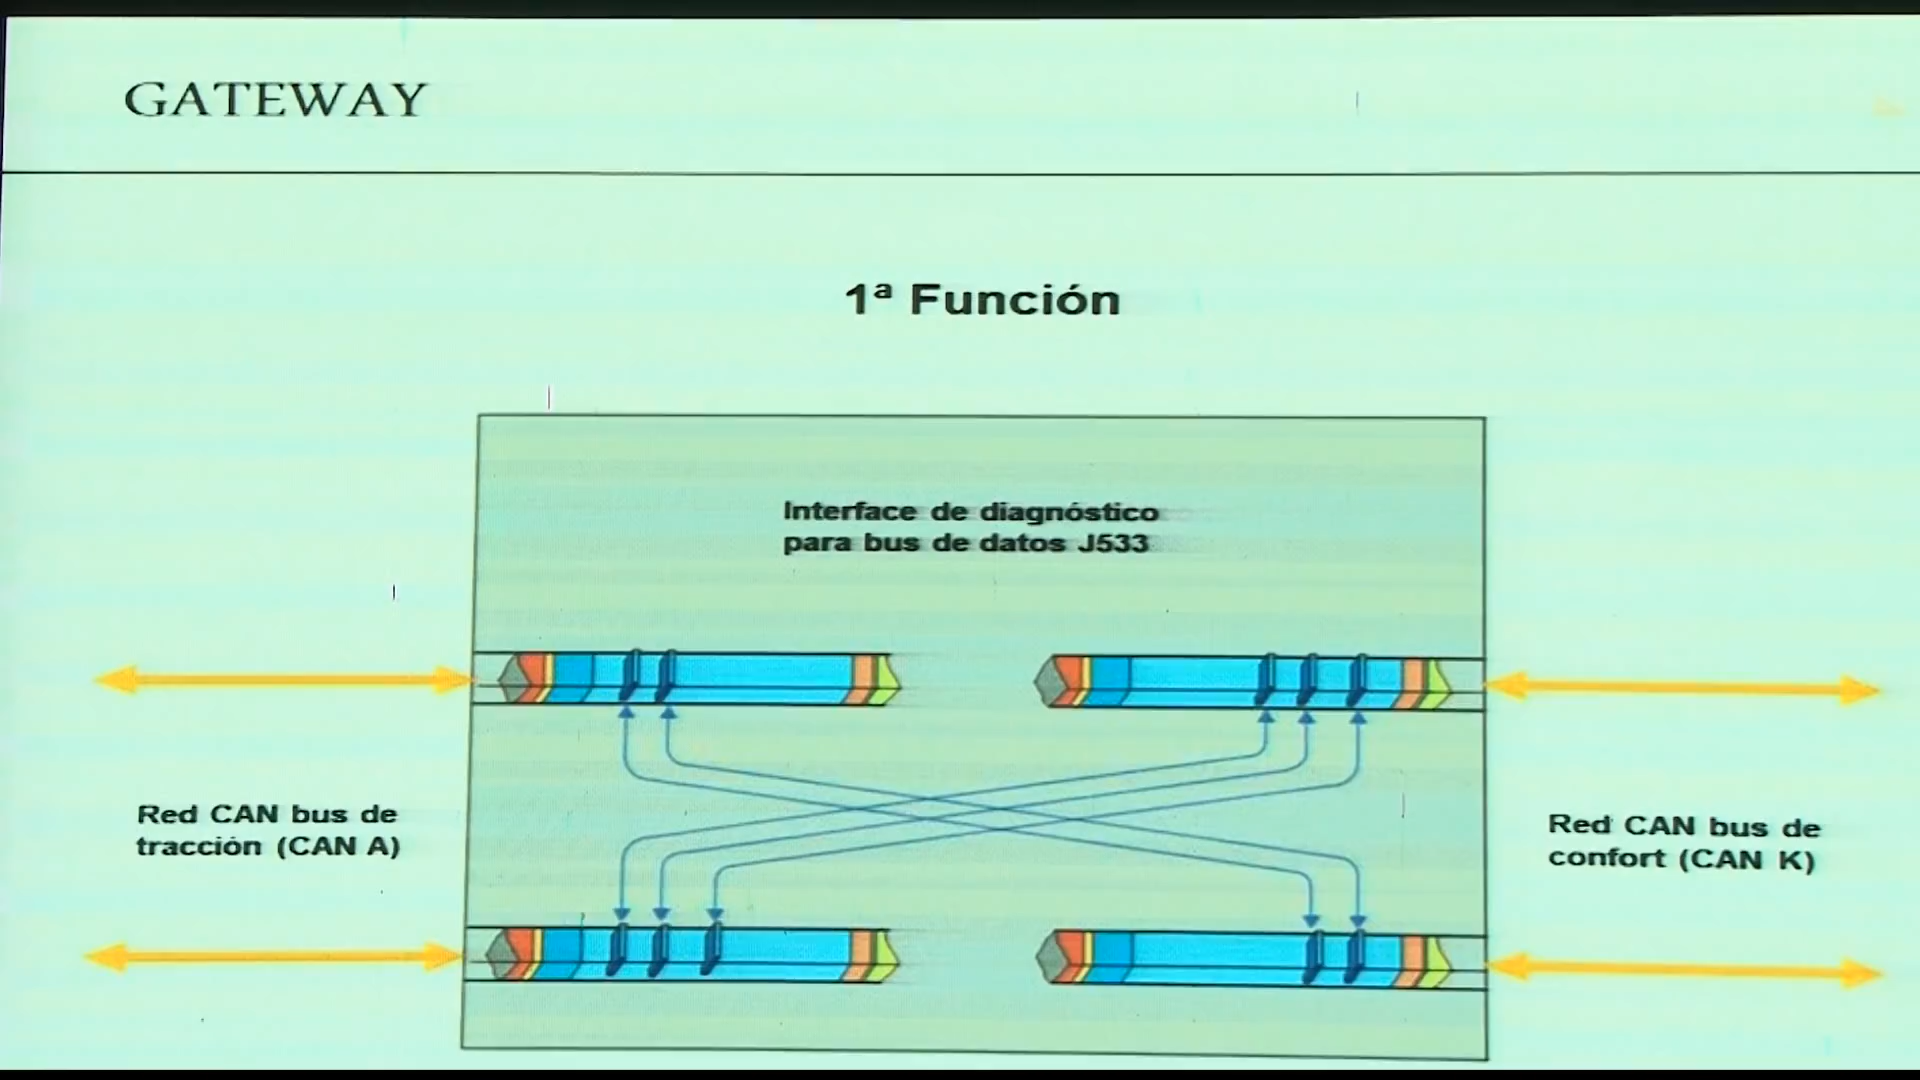 GATEWAY
1ª Función
Interface de diagnóstico
para bus de datos J533
Red CAN bus de
tracción (CAN A)
Red CAN bus de
confort (CAN K)